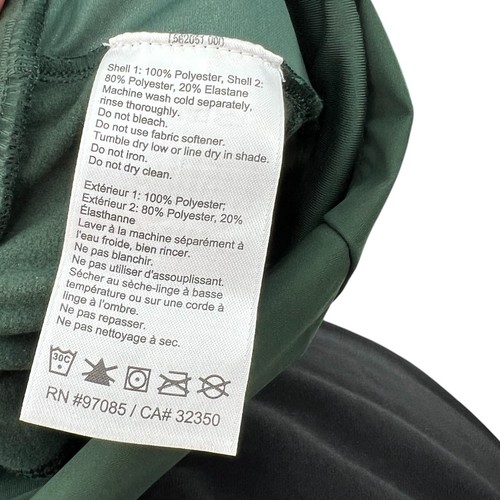 (562051 00)
Shell 1: 100% Polyester, Shell 2:
80% Polyester, 20% Elastane
Machine wash cold separately,
rinse thoroughly.
Do not bleach.
Do not use fabric softener.
Tumble dry low or line dry in shade.
Do not iron.
Do not dry clean.
Extérieur 1: 100% Polyester;
Extérieur 2: 80% Polyester, 20%
Élasthanne
Laver à la machine séparément à
l'eau froide, bien rincer.
Ne pas blanchir.
Ne pas utiliser d'assouplissant.
Sécher au sèche-linge à basse
température ou sur une corde à
linge à l'ombre.
Ne pas repasser.
Ne pas nettoyage à sec.
30C
RN #97085 / CA# 32350